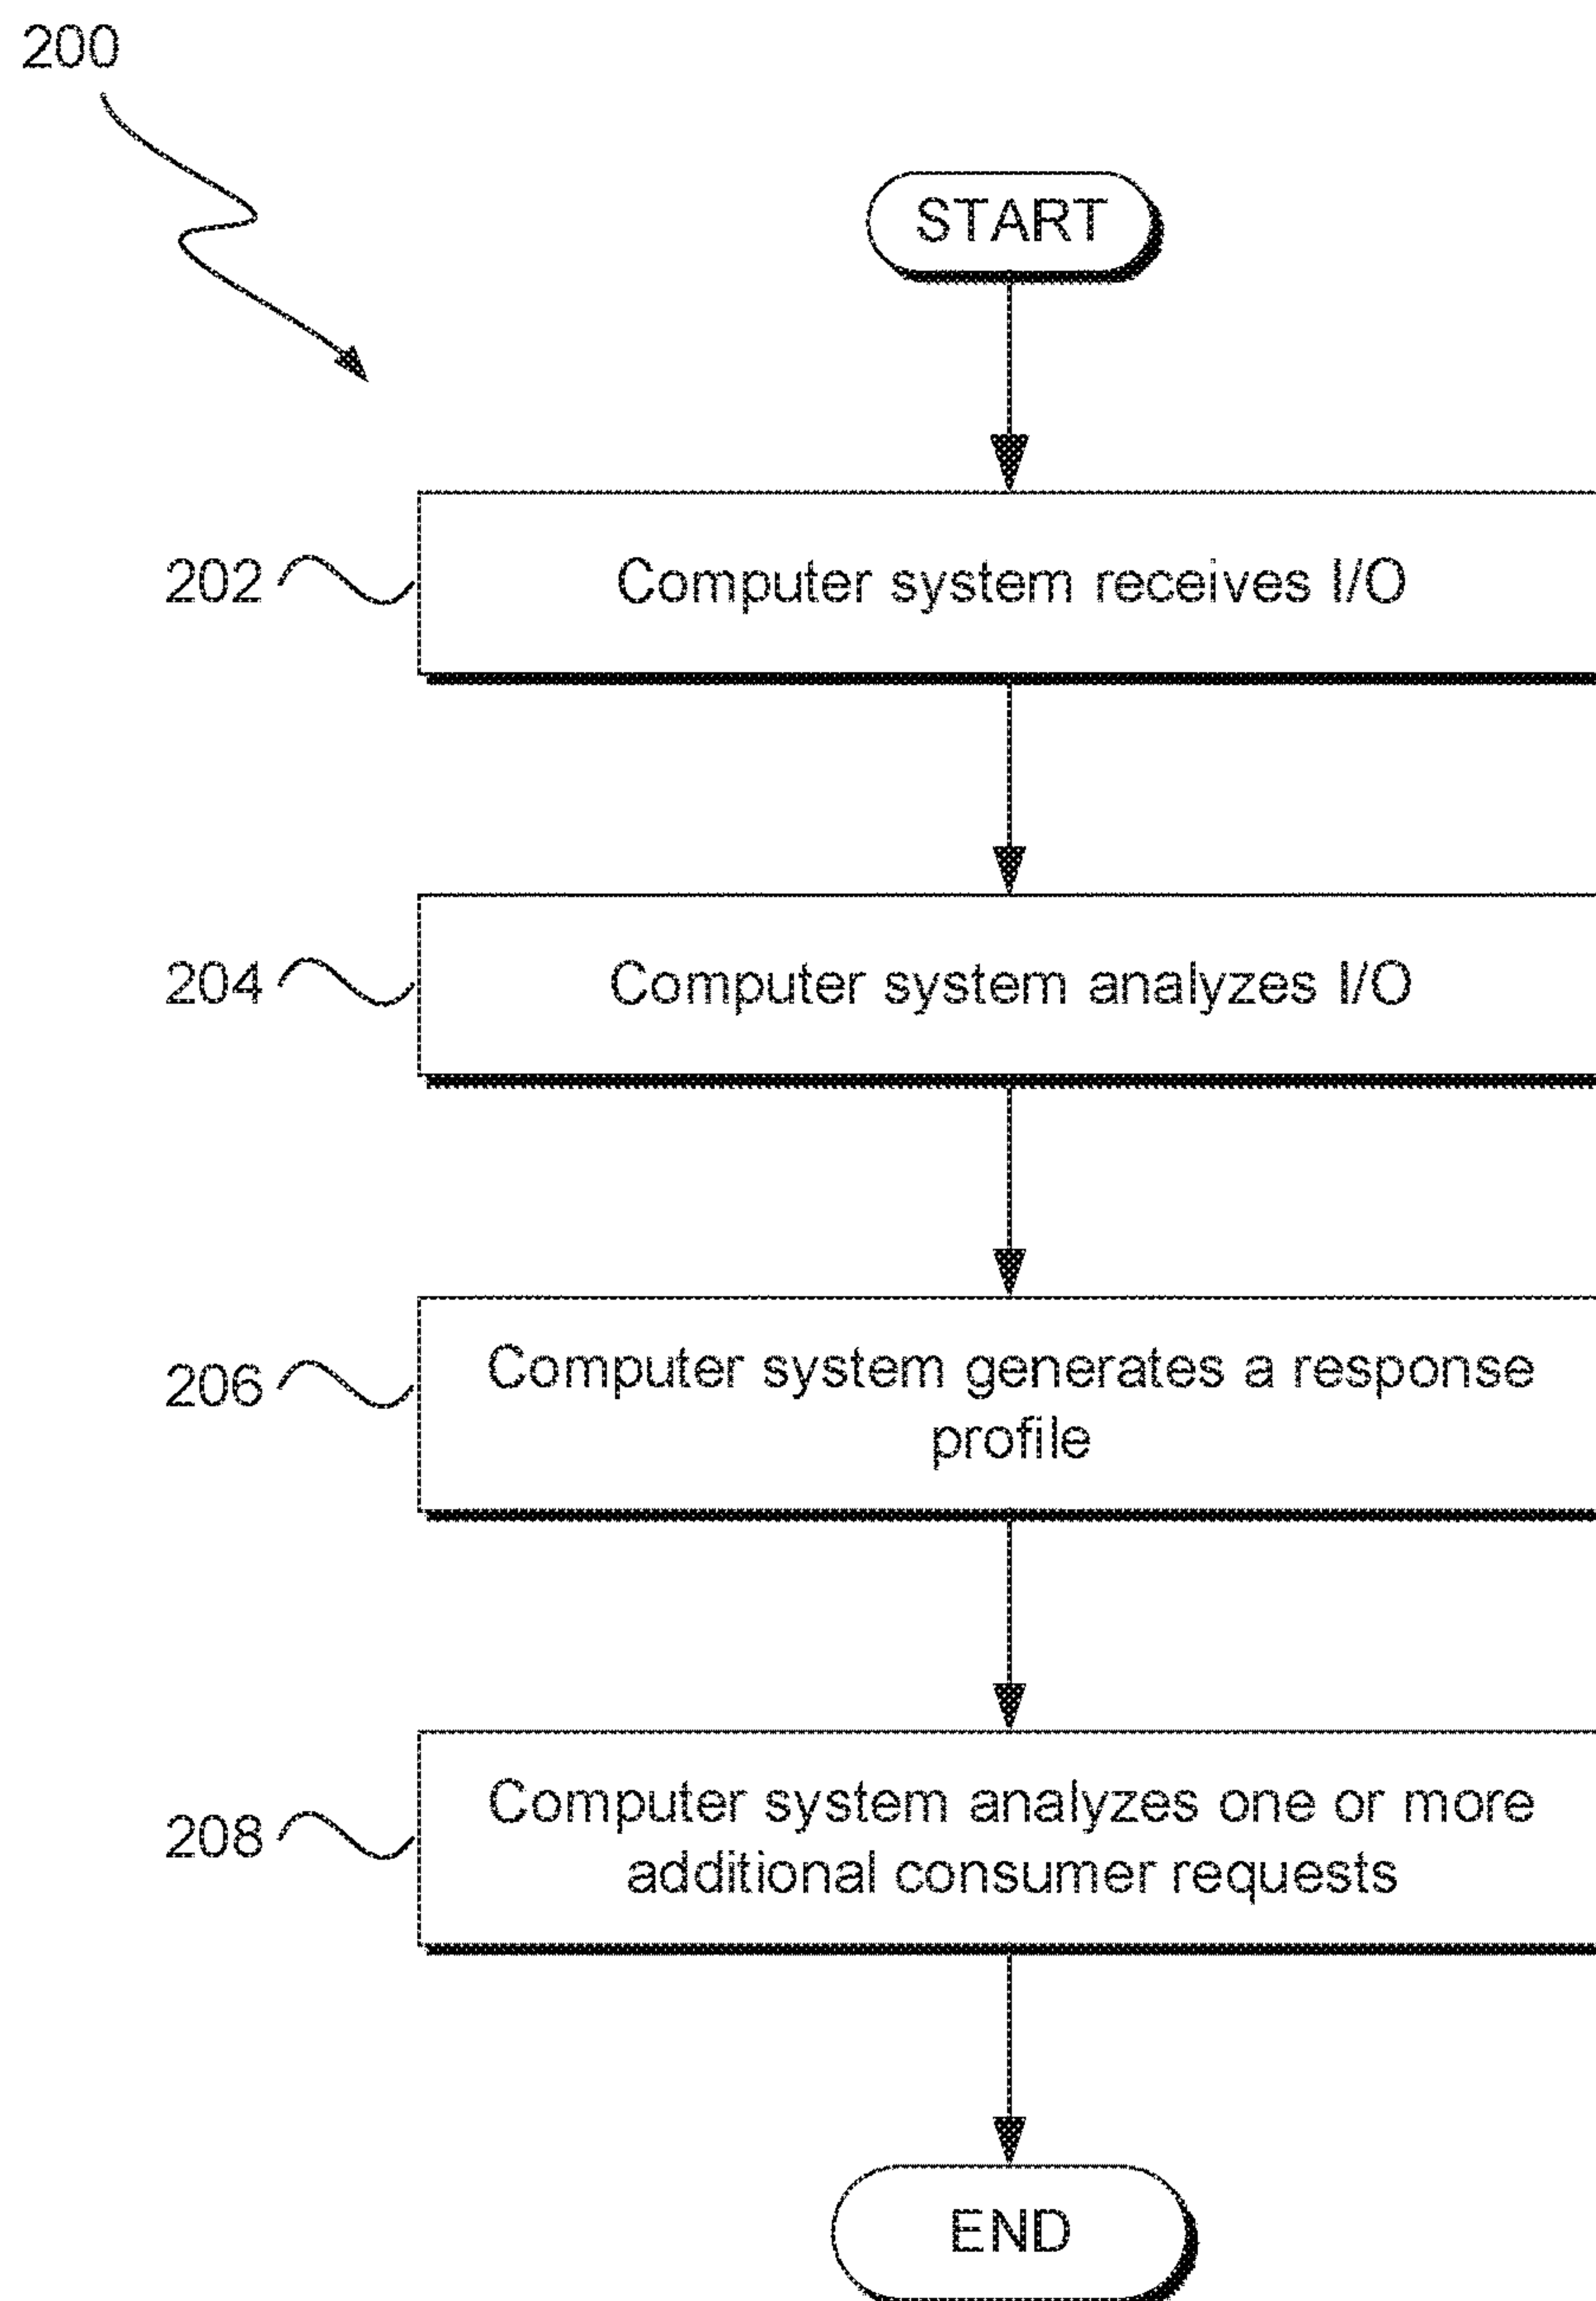 200
START
202
Computer system receives I/O
204
Computer system analyzes I/O
206
Computer system generates a response
profile
208
Computer system analyzes one or more
additional consumer requests
END